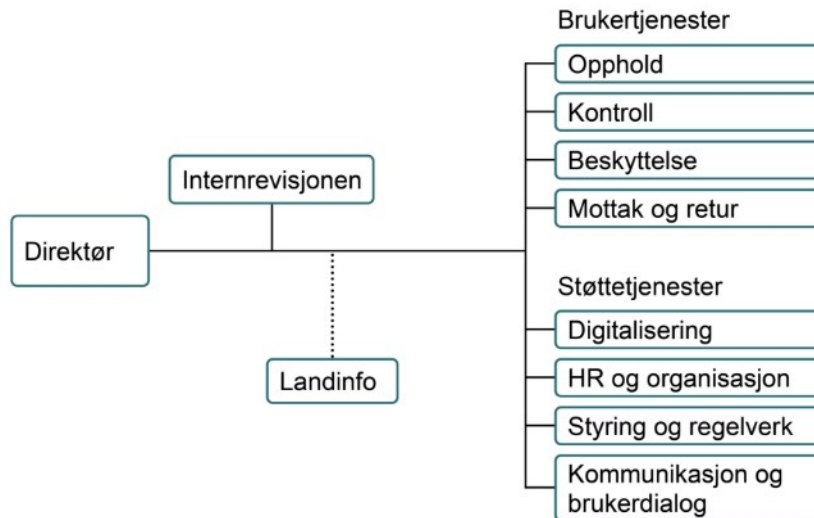 Brukertjenester
Opphold
Kontroll
Beskyttelse
Mottak og retur
Internrevisjonen
Direktør
Landinfo
Støttetjenester
Digitalisering
HR og organisasjon
Styring og regelverk
Kommunikasjon og
brukerdialog